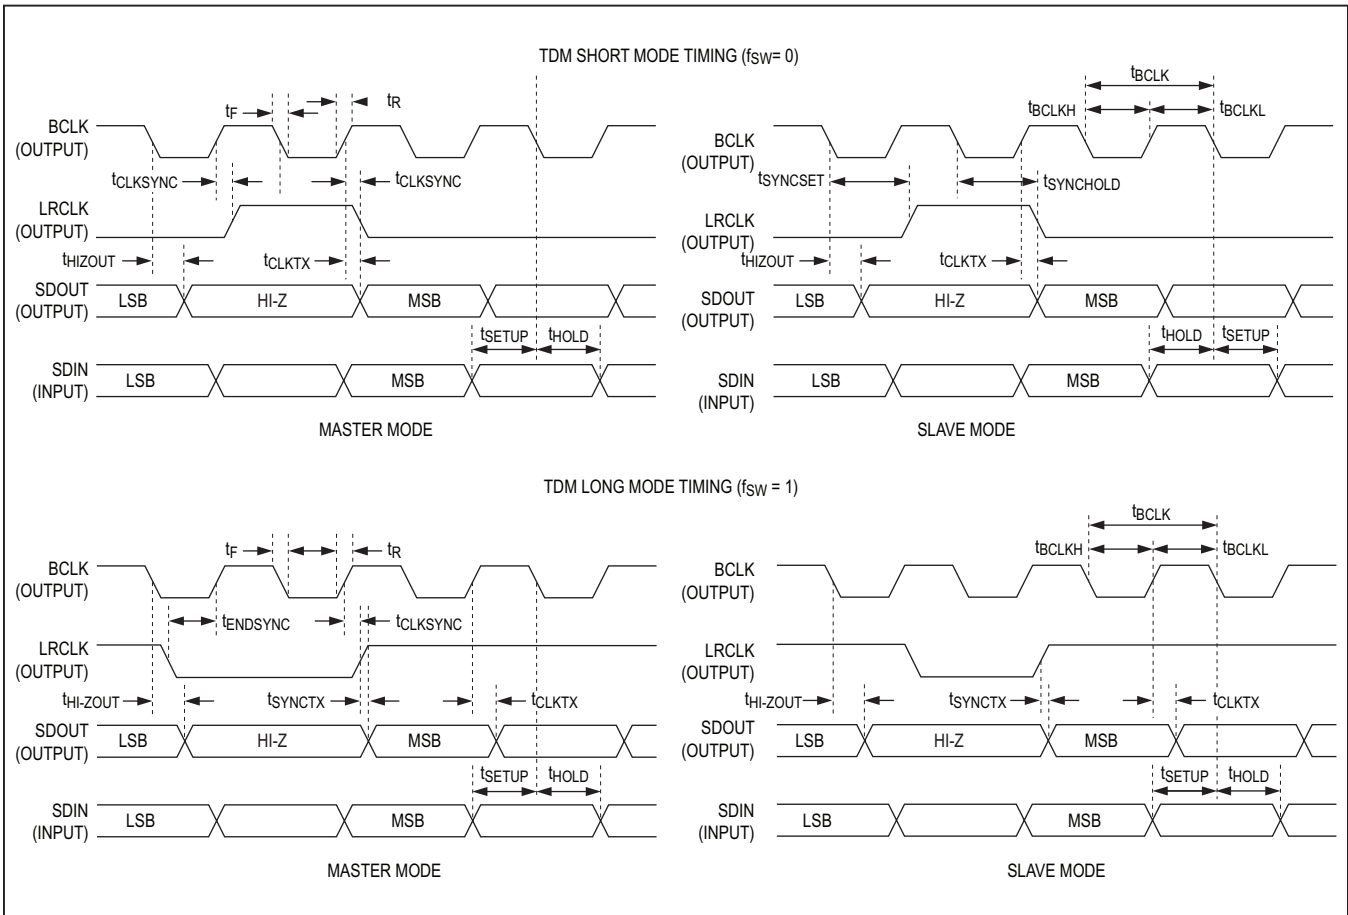 TDM SHORT MODE TIMING (fSW= 0)
tF
tR
BCLK
(OUTPUT)
tCLKSYNC
tCLKSYNC
LRCLK
(OUTPUT)
tHIZOUT
tCLKTX
SDOUT
(OUTPUT)
LSB
HI-Z
MSB
tSETUP
tHOLD
SDIN
(INPUT)
LSB
MSB
MASTER MODE
tBCLK
tBCLKH
tBCLKL
BCLK
(OUTPUT)
tSYNCSET
tSYNCHOLD
LRCLK
(OUTPUT)
tHIZOUT
tCLKTX
SDOUT
(OUTPUT)
LSB
HI-Z
MSB
tHOLD
tSETUP
SDIN
(INPUT)
LSB
MSB
SLAVE MODE
TDM LONG MODE TIMING (fSW = 1)
tF
tR
BCLK
(OUTPUT)
tENDSYNC
tCLKSYNC
LRCLK
(OUTPUT)
tHI-ZOUT
tSYNCTX
tCLKTX
SDOUT
(OUTPUT)
LSB
HI-Z
MSB
tSETUP
tHOLD
SDIN
(INPUT)
LSB
MSB
MASTER MODE
tBCLK
tBCLKH
tBCLKL
BCLK
(OUTPUT)
LRCLK
(OUTPUT)
tHI-ZOUT
tSYNCTX
tCLKTX
SDOUT
(OUTPUT)
LSB
HI-Z
MSB
tSETUP
tHOLD
SDIN
(INPUT)
LSB
MSB
SLAVE MODE